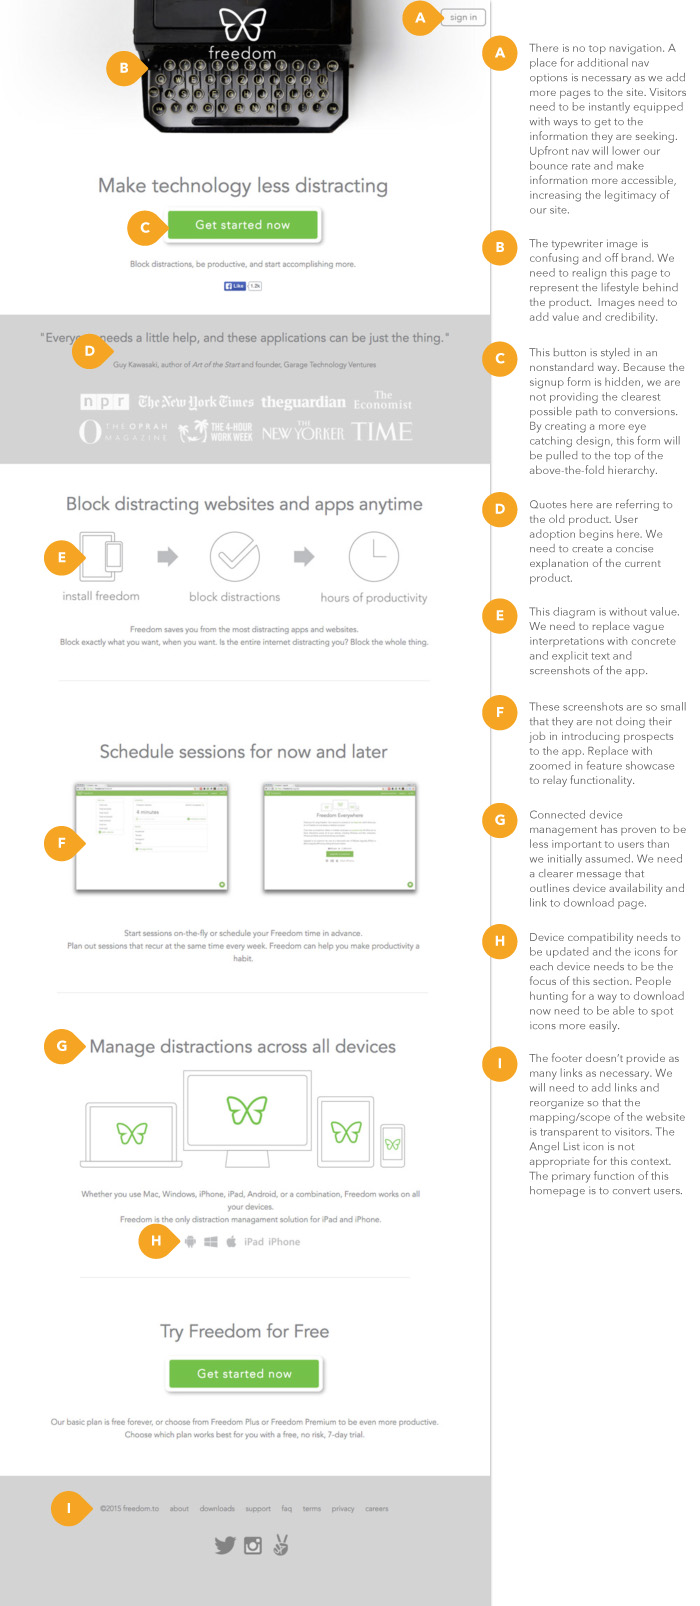 A
sign in
freedom
B
Make technology less distracting
C
Get started now
Block distractions, be productive, and start accomplishing more.
Like
1.2k
"Everyone needs a little help, and these applications can be just the thing."
D
Guy Kawasaki, author of Art of the Start and founder, Garage Technology Ventures
npr
The New York Times
theguardian
The
Economist
O THE OPRAH
MAGAZINE
THE 4-HOUR
WORK WEEK
THE
NEW YORKER
TIME
Block distracting websites and apps anytime
E
install freedom
block distractions
hours of productivity
Freedom saves you from the most distracting apps and websites.
Block exactly what you want, when you want. Is the entire internet distracting you? Block the whole thing.
Schedule sessions for now and later
minutes
Freedom Everywhere
F
Start sessions on-the-fly or schedule your Freedom time in advance.
Plan out sessions that recur at the same time every week. Freedom can help you make productivity a
habit.
G
Manage distractions across all devices
Whether you use Mac, Windows, iPhone, iPad, Android, or a combination, Freedom works on all
your devices.
Freedom is the only distraction managament solution for iPad and iPhone.
H
iPad iPhone
Try Freedom for Free
Get started now
Our basic plan is free forever, or choose from Freedom Plus or Freedom Premium to be even more productive.
Choose which plan works best for you with a free, no risk, 7-day trial.
I
©2015 freedom.to about downloads support faq terms privacy careers
A
There is no top navigation. A
place for additional nav
options is necessary as we add
more pages to the site. Visitors
need to be instantly equipped
with ways to get to the
information they are seeking.
Upfront nav will lower our
bounce rate and make
information more accessible,
increasing the legitimacy of
our site.
B
The typewriter image is
confusing and off brand. We
need to realign this page to
represent the lifestyle behind
the product. Images need to
add value and credibility.
C
This button is styled in an
nonstandard way. Because the
signup form is hidden, we are
not providing the clearest
possible path to conversions.
By creating a more eye
catching design, this form will
be pulled to the top of the
above-the-fold hierarchy.
D
Quotes here are referring to
the old product. User
adoption begins here. We
need to create a concise
explanation of the current
product.
E
This diagram is without value.
We need to replace vague
interpretations with concrete
and explicit text and
screenshots of the app.
F
These screenshots are so small
that they are not doing their
job in introducing prospects
to the app. Replace with
zoomed in feature showcase
to relay functionality.
G
Connected device
management has proven to be
less important to users than
we initially assumed. We need
a clearer message that
outlines device availability and
link to download page.
H
Device compatibility needs to
be updated and the icons for
each device needs to be the
focus of this section. People
hunting for a way to download
now need to be able to spot
icons more easily.
I
The footer doesn't provide as
many links as necessary. We
will need to add links and
reorganize so that the
mapping/scope of the website
is transparent to visitors. The
Angel List icon is not
appropriate for this context.
The primary function of this
homepage is to convert users.